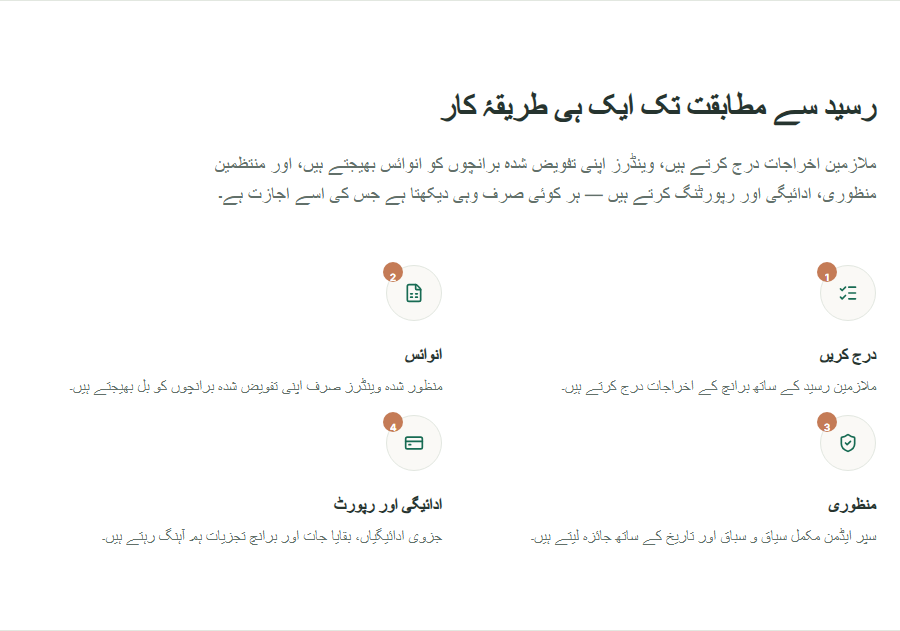 رسید سے مطابقت تک ایک ہی طریقۂ کار
ملازمین اخراجات درج کرتے ہیں، وینڈرز اپنی تفویض شدہ برانچوں کو انوائس بھیجتے ہیں، اور منتظمین
منظوری، ادائیگی اور رپورٹنگ کرتے ہیں — ہر کوئی صرف وہی دیکھتا ہے جس کی اسے اجازت ہے۔
1
درج کریں
ملازمین رسید کے ساتھ برانچ کے اخراجات درج کرتے ہیں۔
2
انوائس
منظور شدہ وینڈرز صرف اپنی تفویض شدہ برانچوں کو بل بھیجتے ہیں۔
3
منظوری
سپر ایڈمن مکمل سیاق و سباق اور تاریخ کے ساتھ جائزہ لیتے ہیں۔
4
ادائیگی اور رپورٹ
جزوی ادائیگیاں، بقایا جات اور برانچ تجزیات ہم آہنگ رہتے ہیں۔